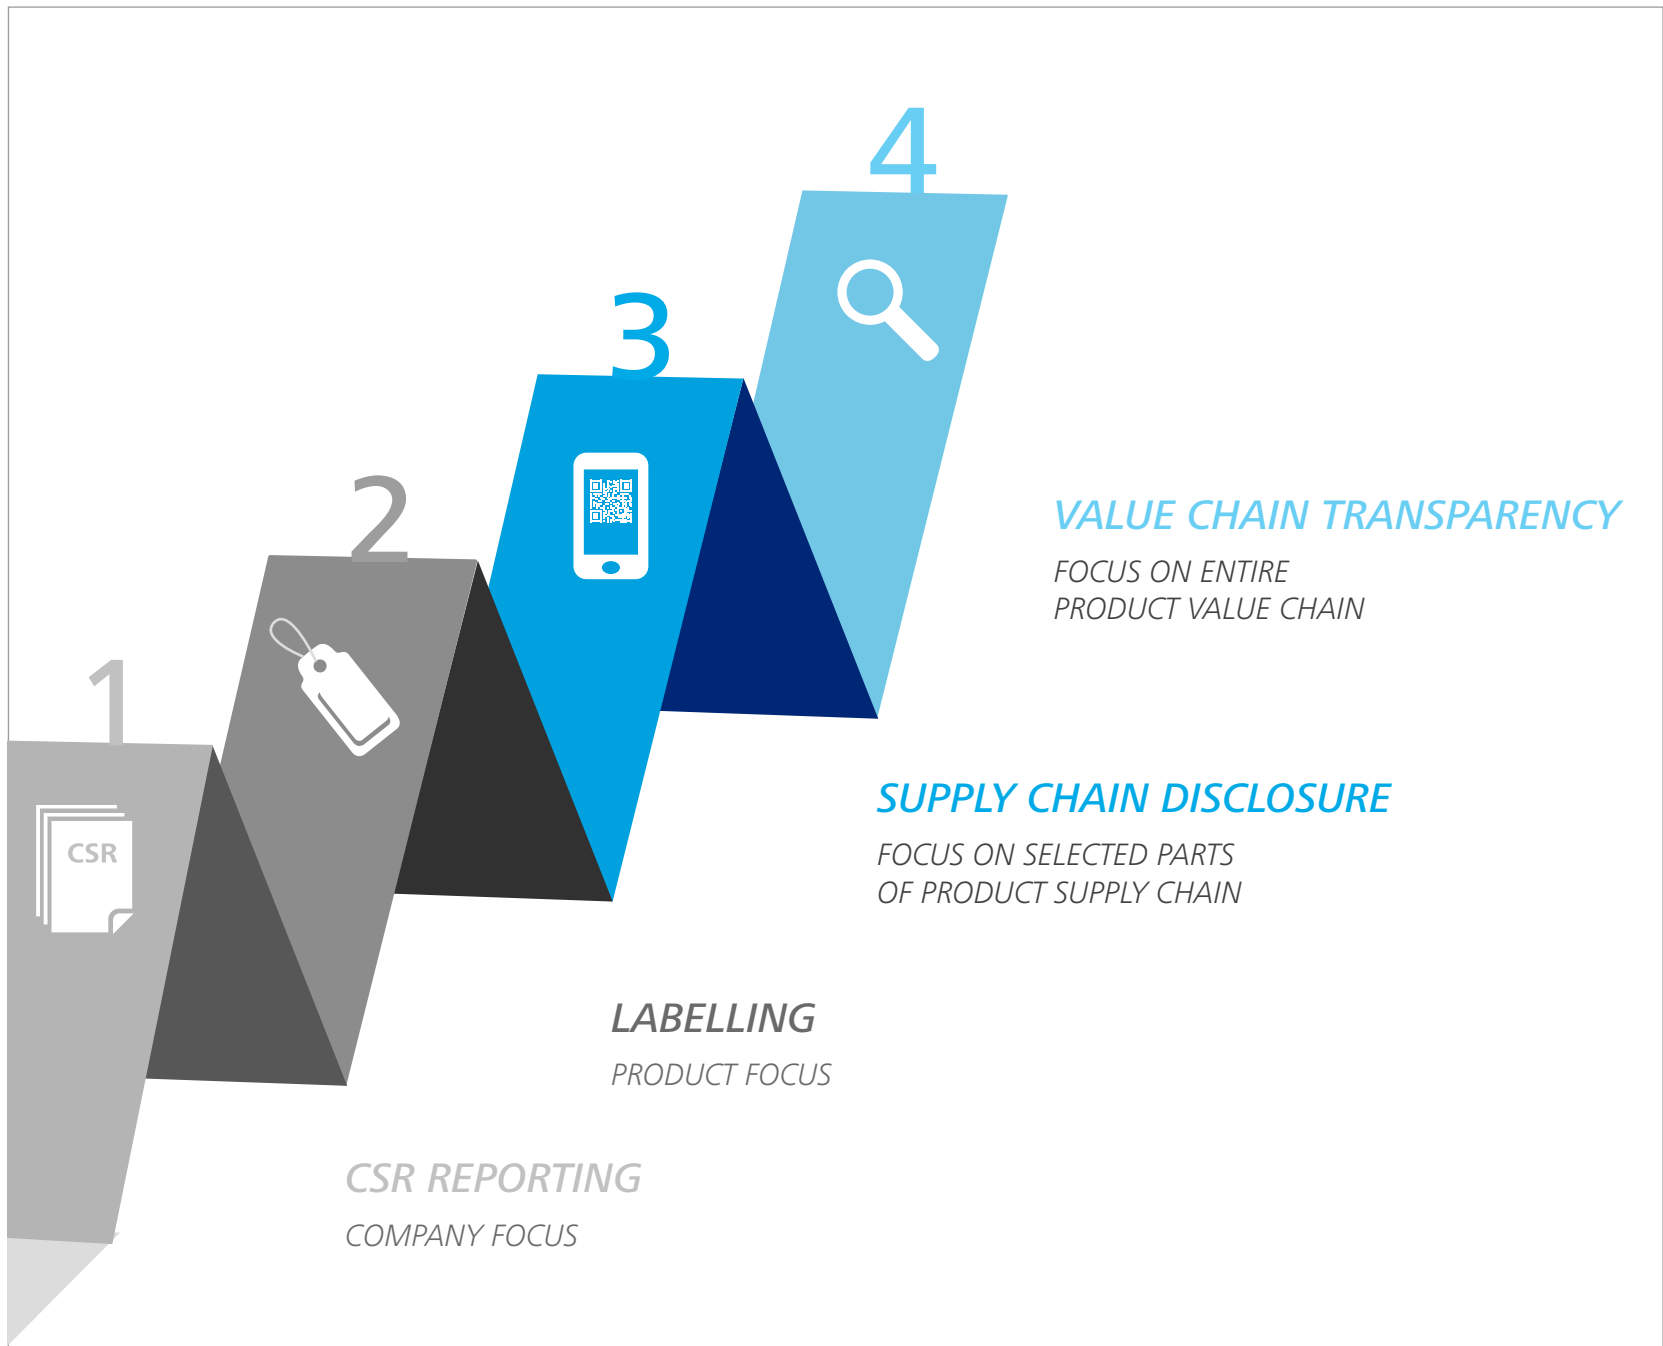 4
3
VALUE CHAIN TRANSPARENCY
FOCUS ON ENTIRE
PRODUCT VALUE CHAIN
2
1
SUPPLY CHAIN DISCLOSURE
FOCUS ON SELECTED PARTS
OF PRODUCT SUPPLY CHAIN
CSR
LABELLING
PRODUCT FOCUS
CSR REPORTING
COMPANY FOCUS